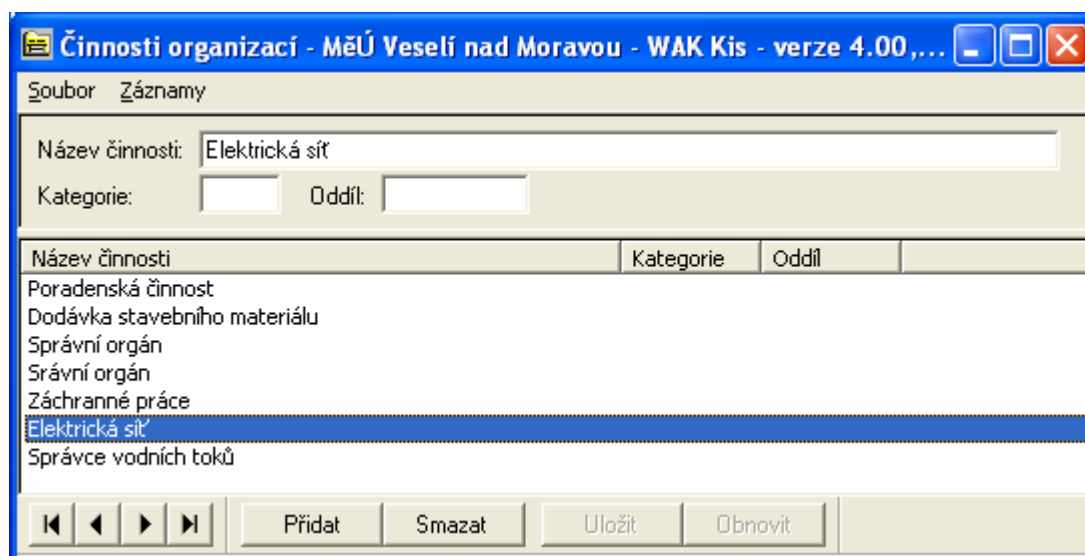 Činnosti organizací - MěÚ Veselí nad Moravou - WAK Kis - verze 4.00,...
Soubor Záznamy
Název činnosti: Elektrická síť
Kategorie: Oddíl:
Název činnosti Kategorie Oddíl
Poradenská činnost
Dodávka stavebního materiálu
Správní orgán
Srávní orgán
Záchranné práce
Elektrická síť
Správce vodních toků
Přidat Smazat Uložit Obnovit